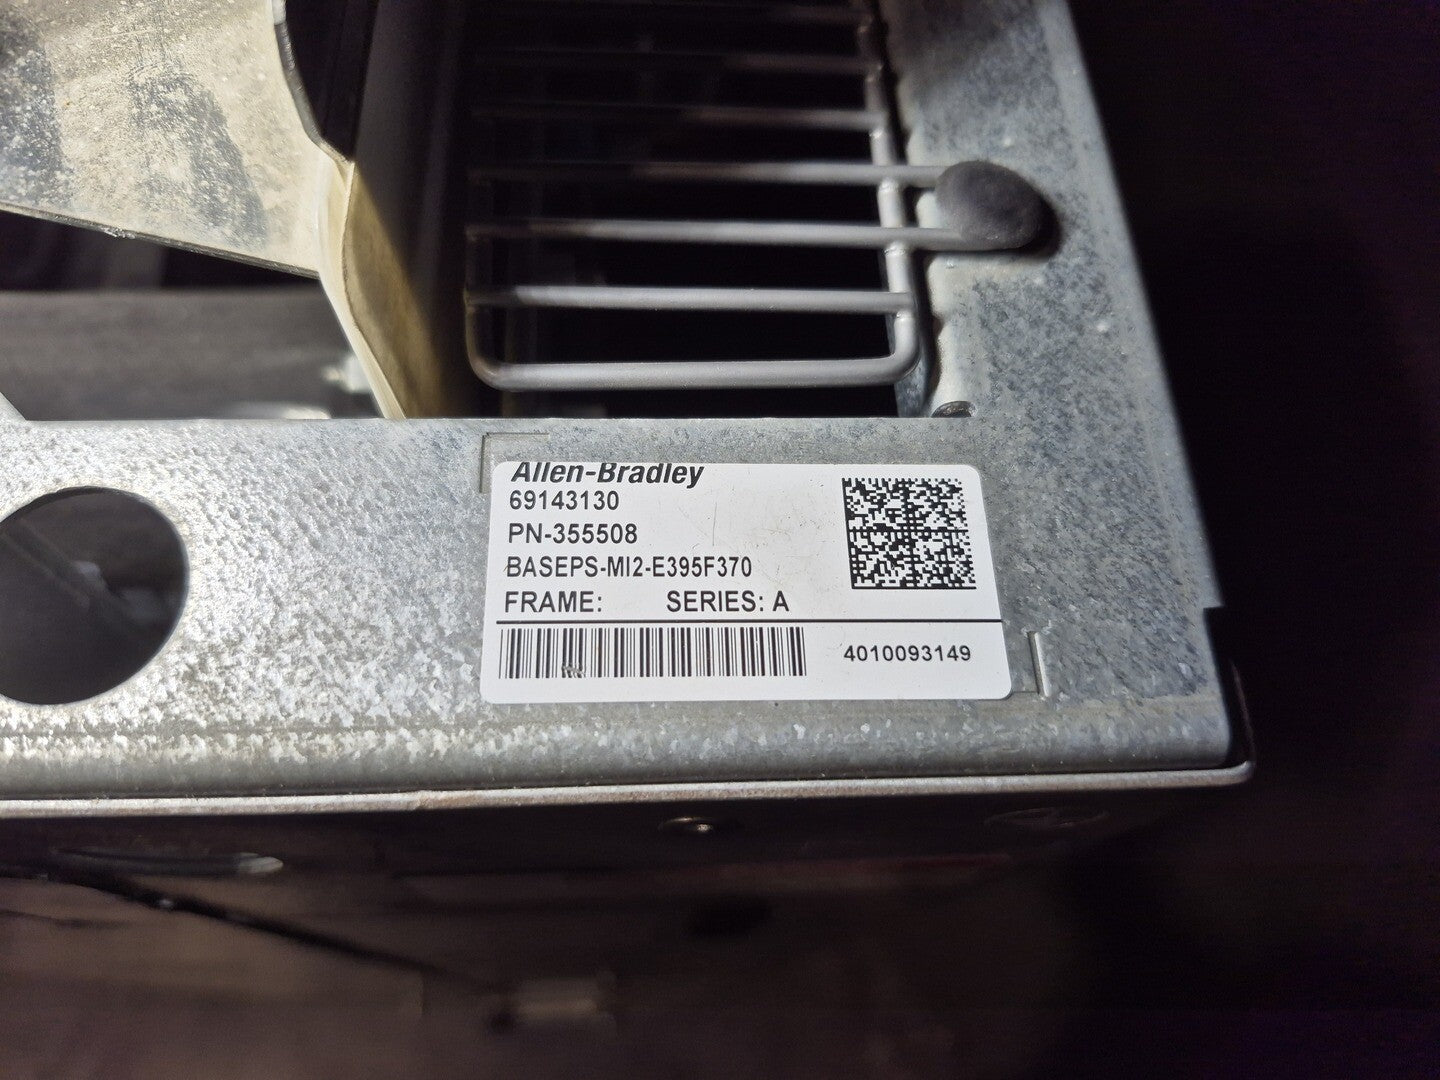 Allen-Bradley
69143130
PN-355508
BASEPS-MI2-E395F370
FRAME: SERIES: A
4010093149